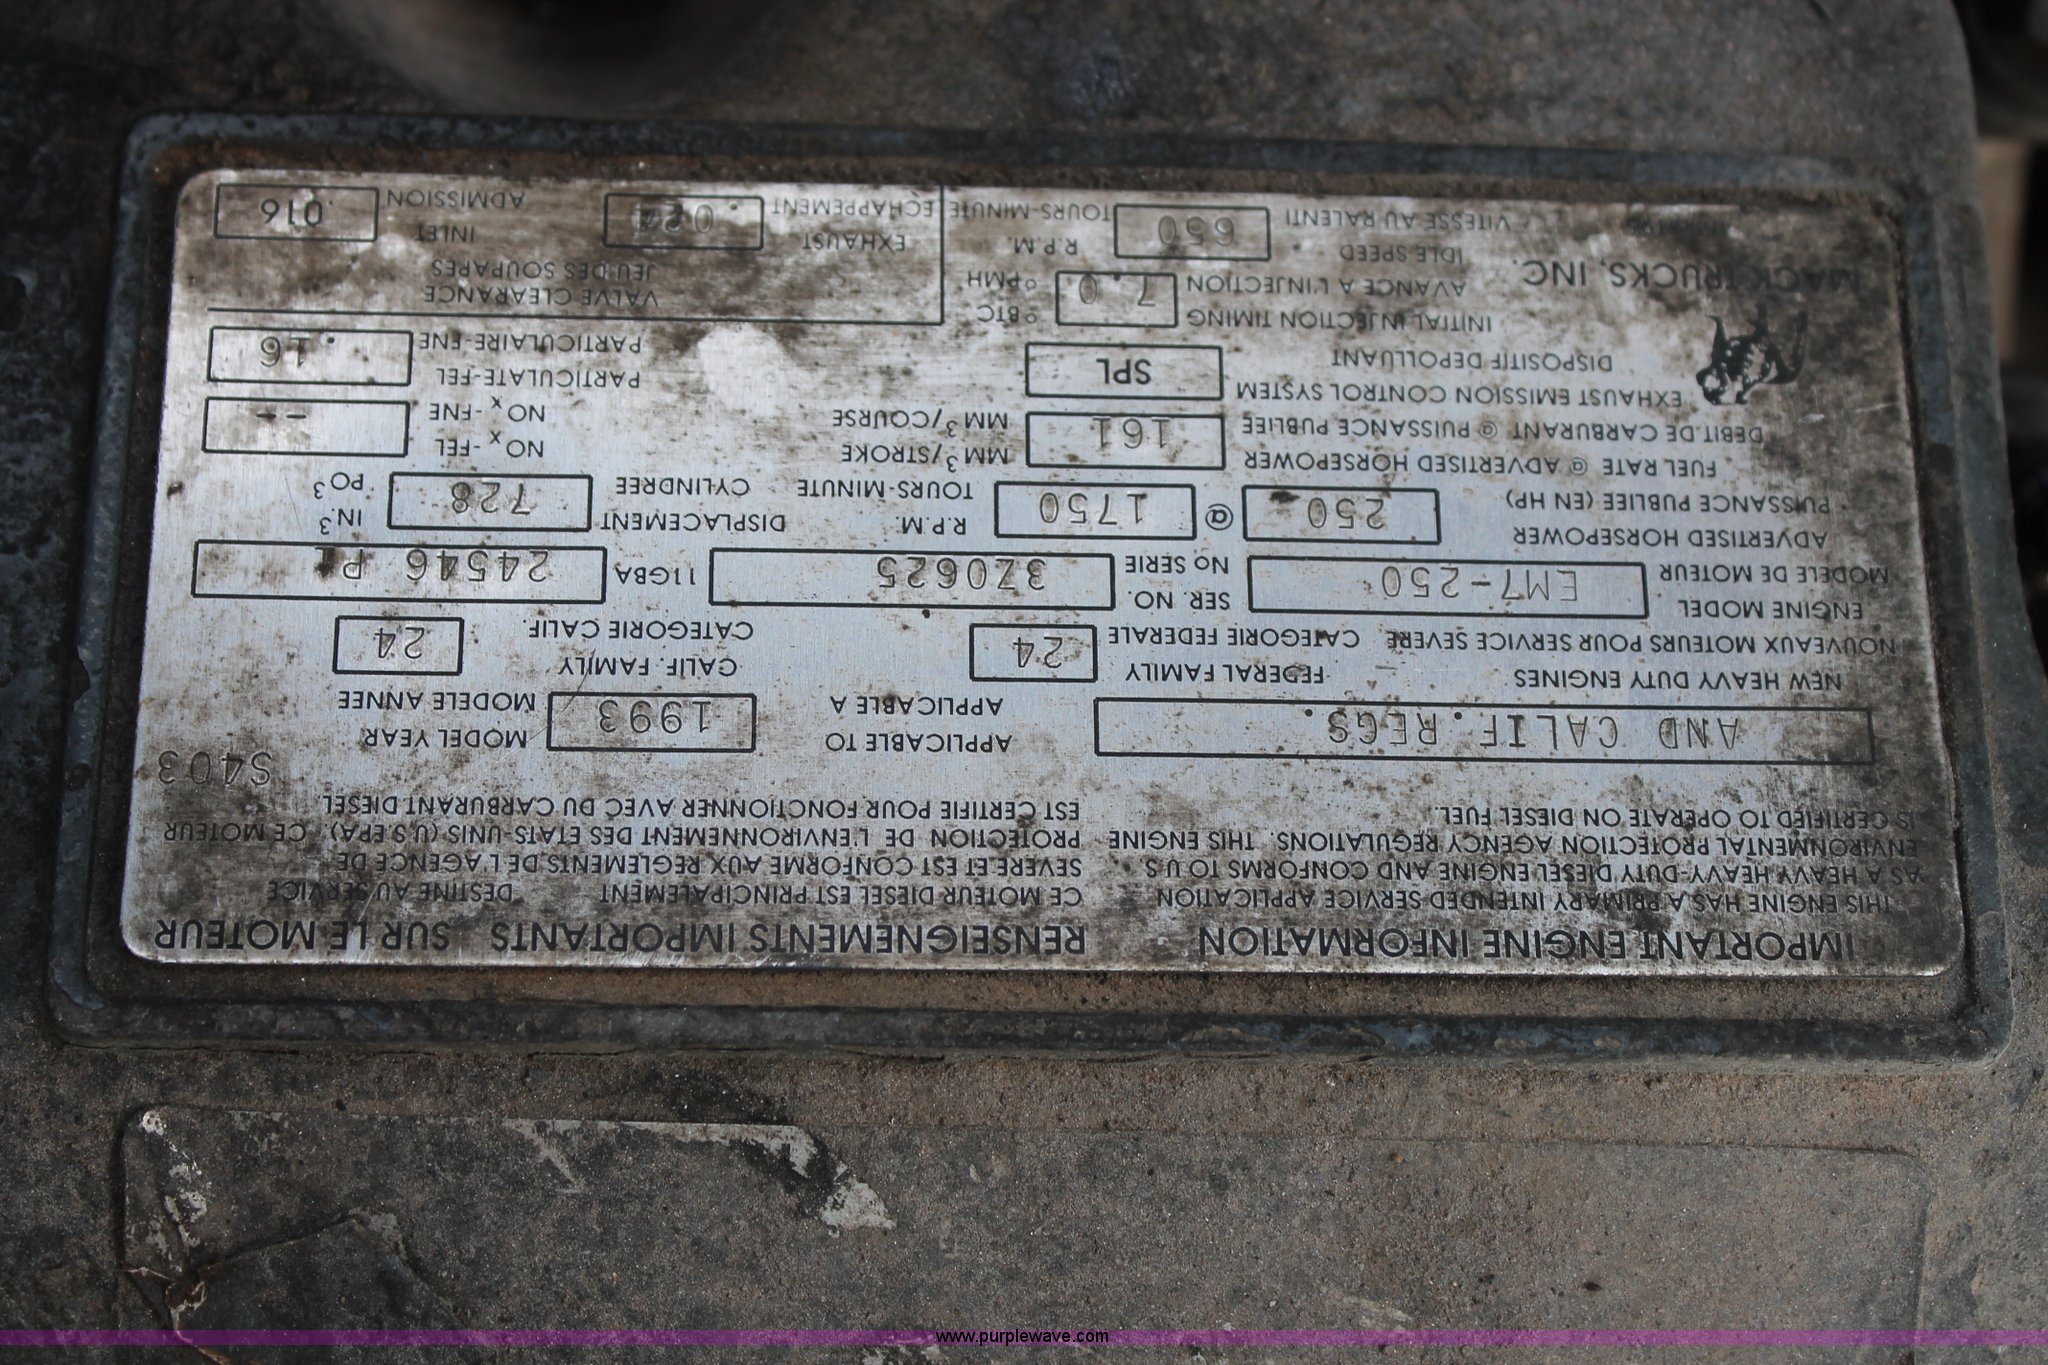 IMPORTANT ENGINE INFORMATION
THIS ENGINE HAS A PRIMARY INTENDED SERVICE APPLICATION
AS A HEAVY HEAVY-DUTY DIESEL ENGINE AND CONFORMS TO U.S.
ENVIRONMENTAL PROTECTION AGENCY REGULATIONS. THIS ENGINE
IS CERTIFIED TO OPERATE ON DIESEL FUEL.
RENSEIGNEMENTS IMPORTANTS SUR LE MOTEUR
CE MOTEUR DIESEL EST PRINCIPALEMENT DESTINE AU SERVICE
SEVERE ET EST CONFORME AUX REGLEMENTS DE L'AGENCE DE
PROTECTION DE L'ENVIRONNEMENT DES ETATS-UNIS (U.S EPA). CE MOTEUR
EST CERTIFIE POUR FONCTIONNER AVEC DU CARBURANT DIESEL
S403
AND CALIF. REGS. APPLICABLE TO 1993 MODEL YEAR
APPLICABLE A MODELE ANNEE
NEW HEAVY DUTY ENGINES FEDERAL FAMILY 24 CALIF. FAMILY 24
NOUVEAUX MOTEURS POUR SERVICE SEVERE CATEGORIE FEDERALE CATEGORIE CALIF.
ENGINE MODEL EM7-250 SER. NO. 3Z0625 11GBA 24546 PL
MODELE DE MOTEUR No SERIE
ADVERTISED HORSEPOWER 250 @ 1750 R.P.M. DISPLACEMENT 728 IN.3
PUISSANCE PUBLIEE (EN HP) TOURS-MINUTE CYLINDREE PO3
FUEL RATE @ ADVERTISED HORSEPOWER 161 MM3/STROKE NOx -FEL --
DEBIT DE CARBURANT @ PUISSANCE PUBLIEE MM3/COURSE NOx -FNE
EXHAUST EMISSION CONTROL SYSTEM SPL PARTICULATE-FEL .16
DISPOSITIF DEPOLLUANT PARTICULAIRE-FNE
INITIAL INJECTION TIMING 7.0 °BTC VALVE CLEARANCE
AVANCE A L'INJECTION °PMH JEU DES SOUPAPES
MACK TRUCKS, INC. IDLE SPEED 650 R.P.M. EXHAUST .024 INLET .016
VITESSE AU RALENTI TOURS-MINUTE ÉCHAPPEMENT ADMISSION
www.purplewave.com